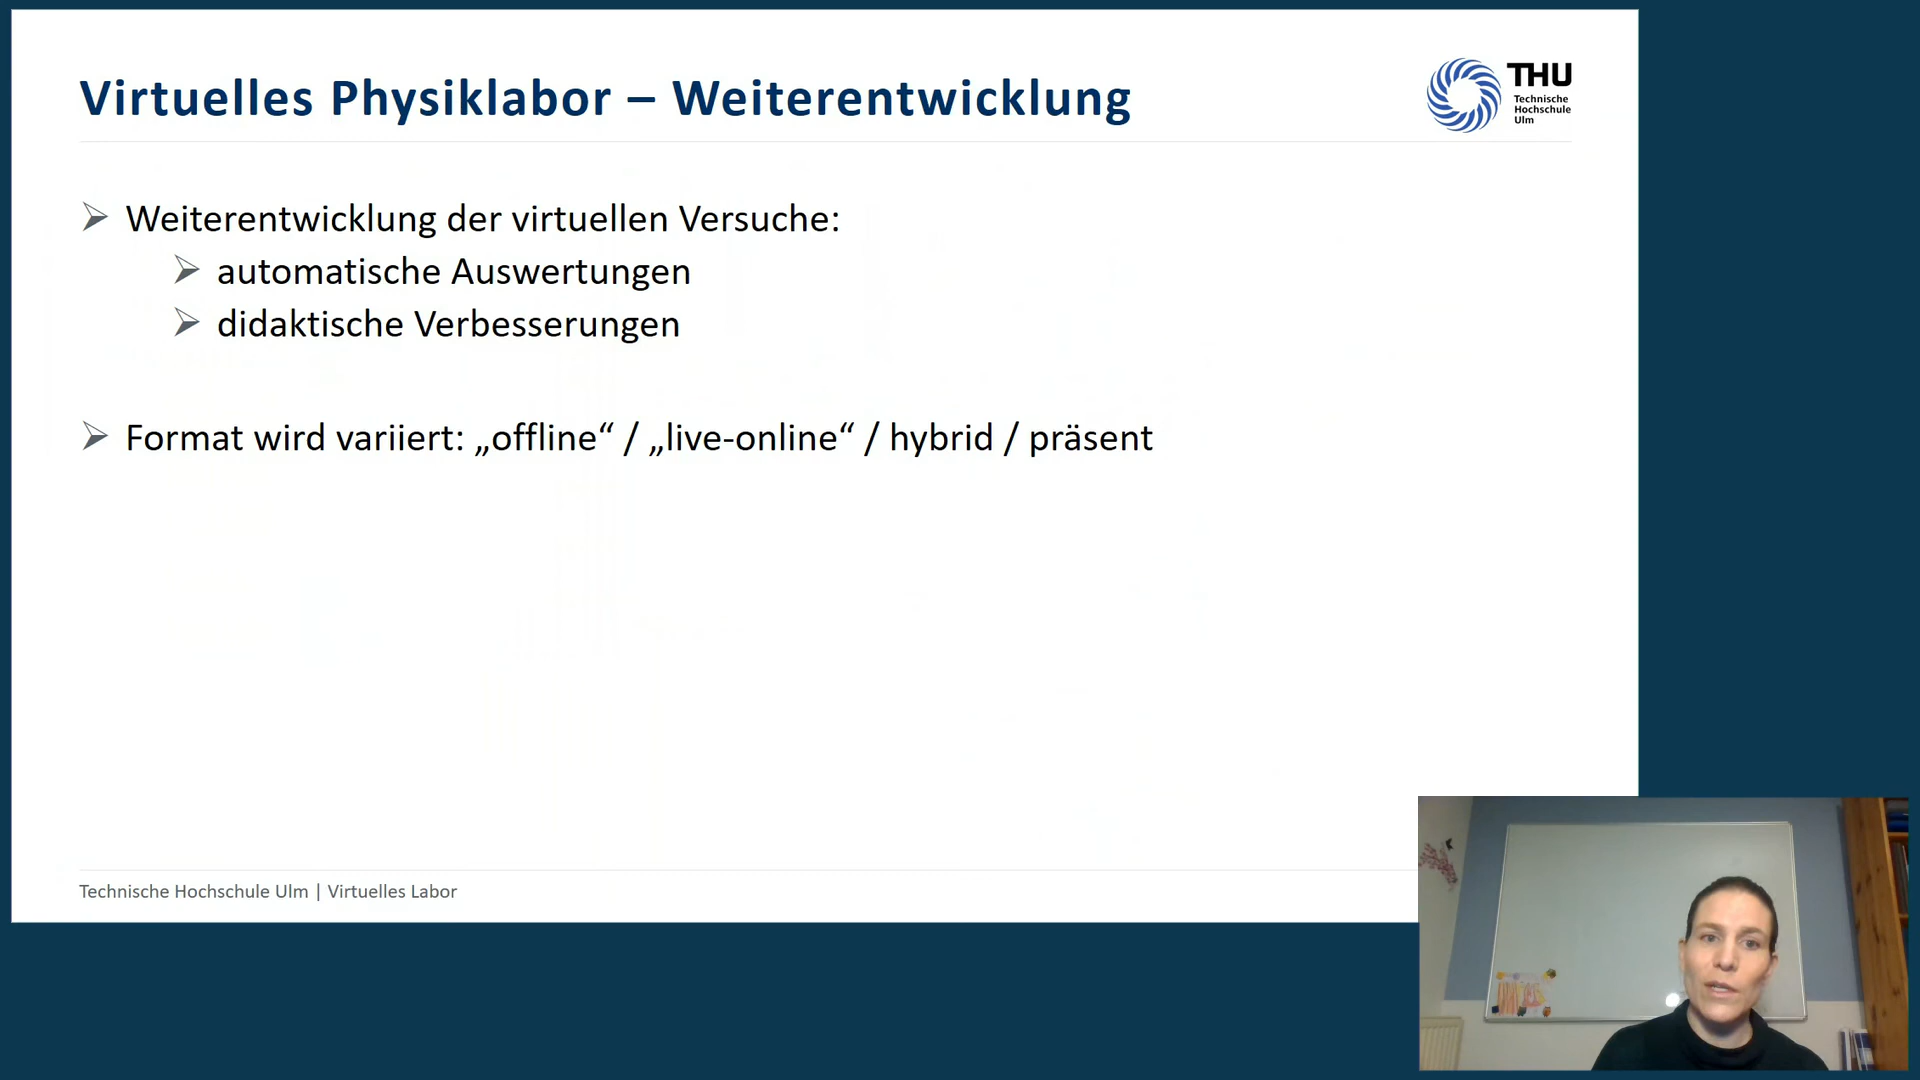 Virtuelles Physiklabor – Weiterentwicklung
THU
Technische
Hochschule
Ulm
Weiterentwicklung der virtuellen Versuche:
automatische Auswertungen
didaktische Verbesserungen
Format wird variiert: „offline“ / „live-online“ / hybrid / präsent
Technische Hochschule Ulm | Virtuelles Labor